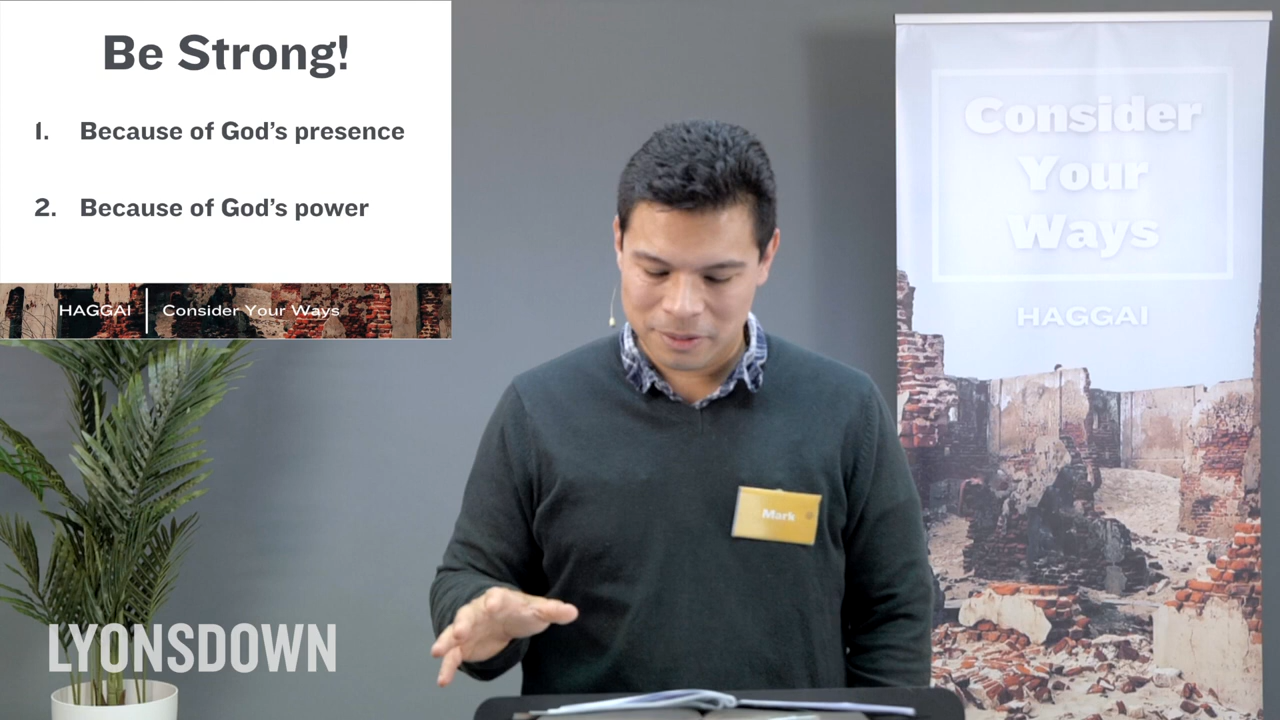 Be Strong!
1. Because of God's presence
2. Because of God's power
HAGGAI | Consider Your Ways
Consider
Your
Ways
HAGGAI
Mark
LYONSDOWN